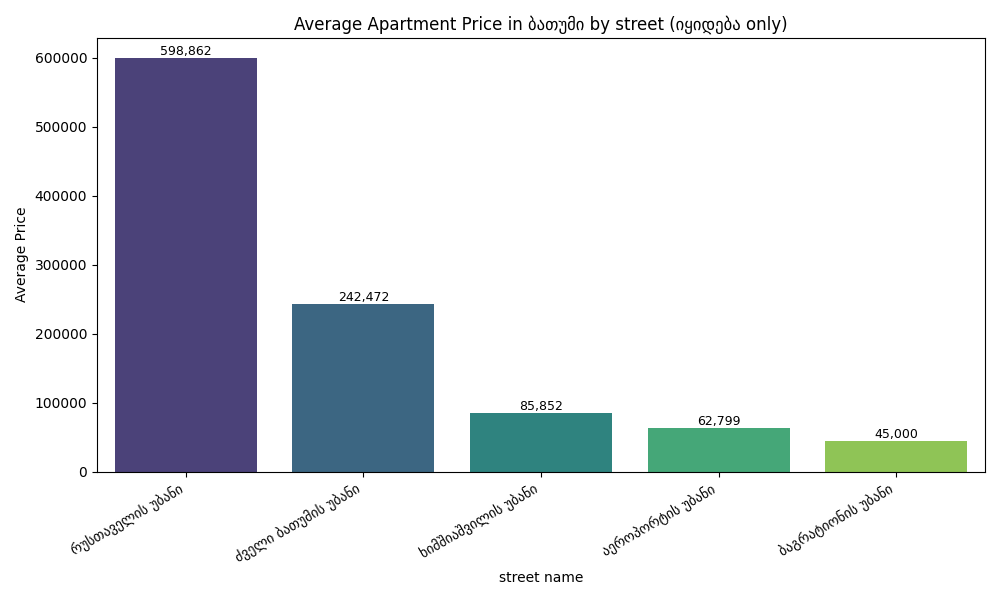 Average Apartment Price in ბათუმი by street (იყიდება only)
Average Price
600000
500000
400000
300000
200000
100000
0
598,862
242,472
85,852
62,799
45,000
რუსთაველის უბანი
ძველი ბათუმის უბანი
ხიმშიაშვილის უბანი
აეროპორტის უბანი
ბაგრატიონის უბანი
street name